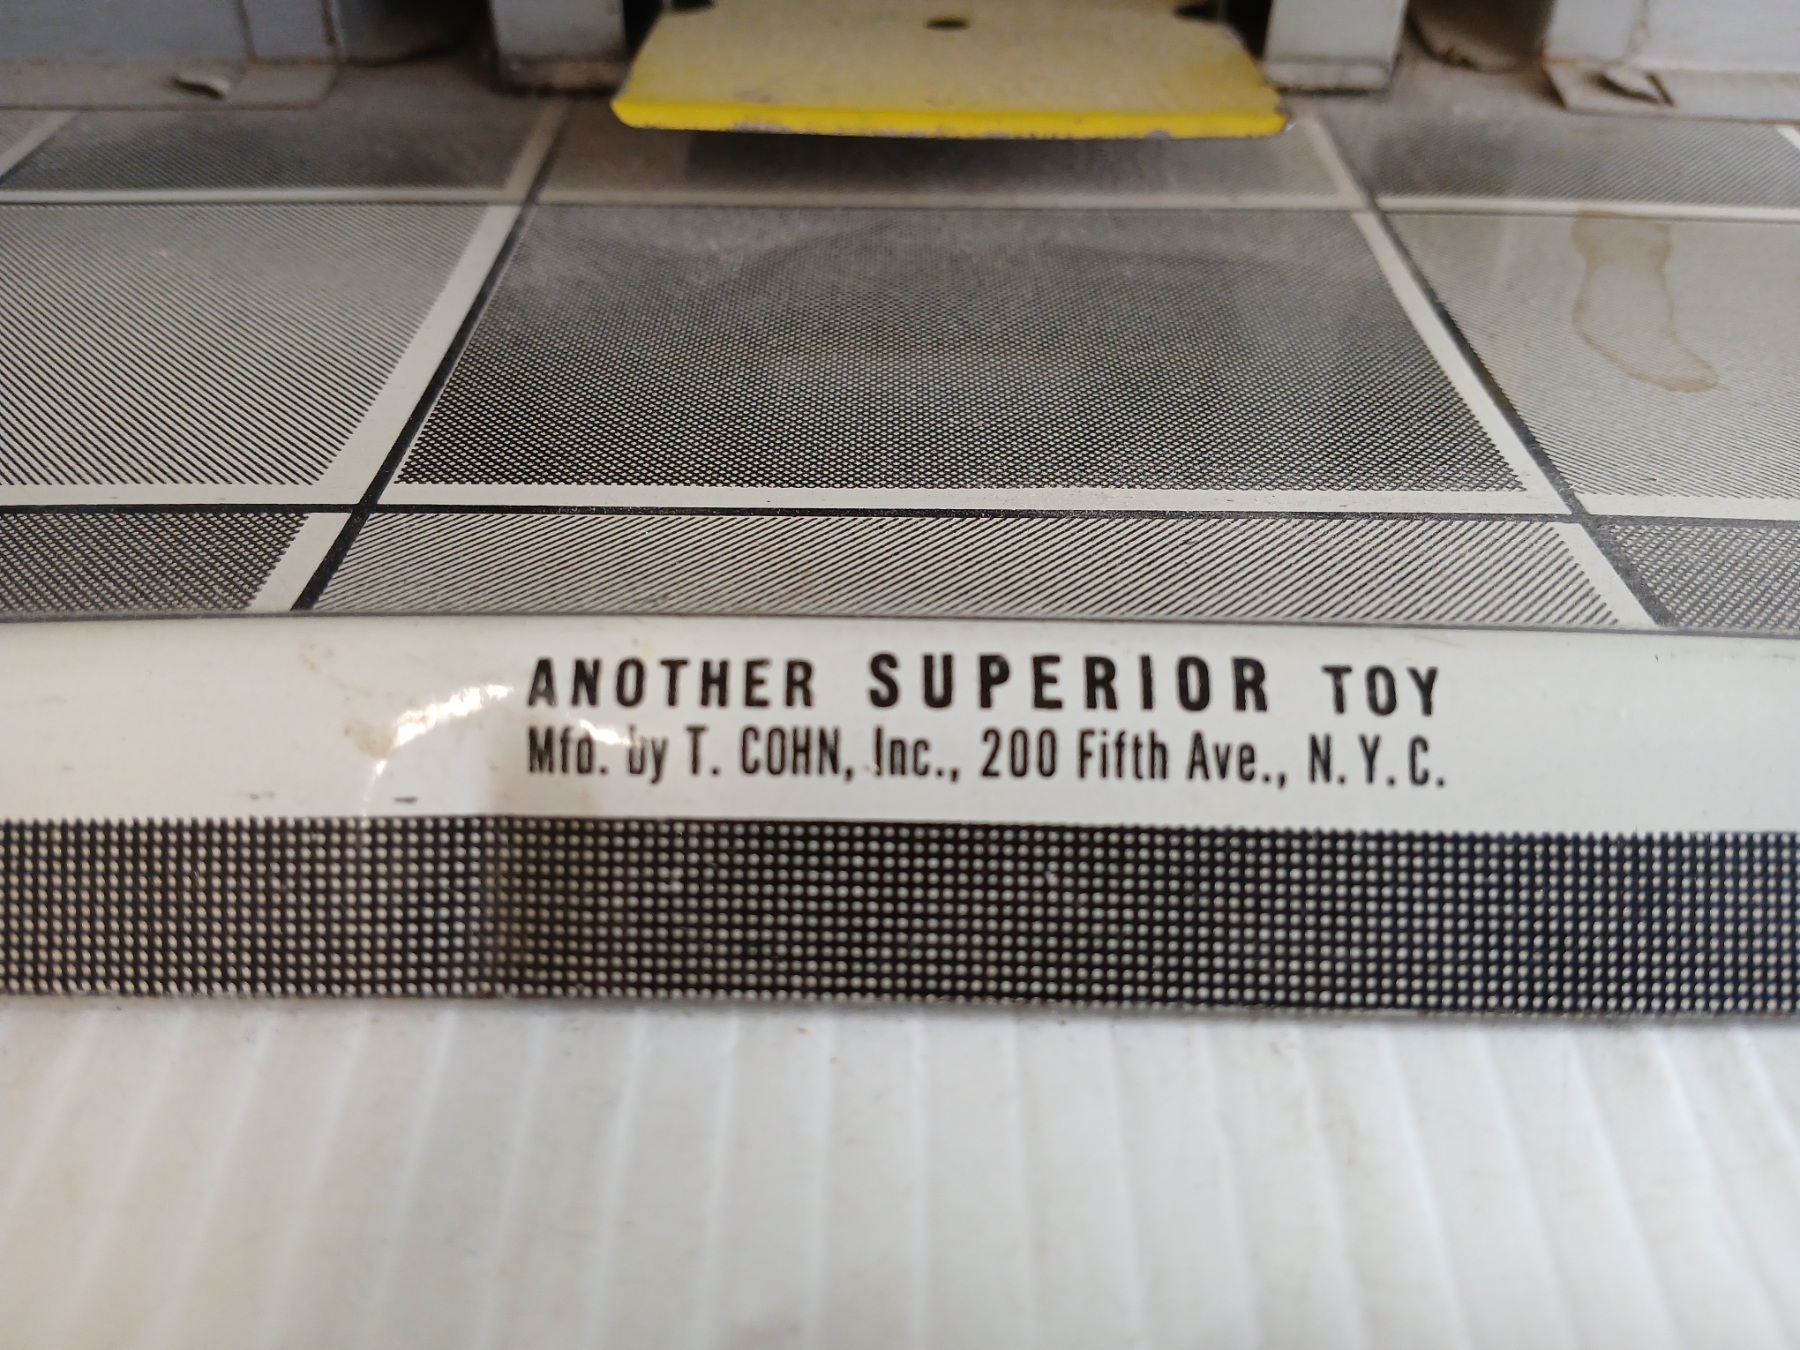 ANOTHER SUPERIOR TOY
Mfd. by T. COHN, Inc., 200 Fifth Ave., N.Y.C.